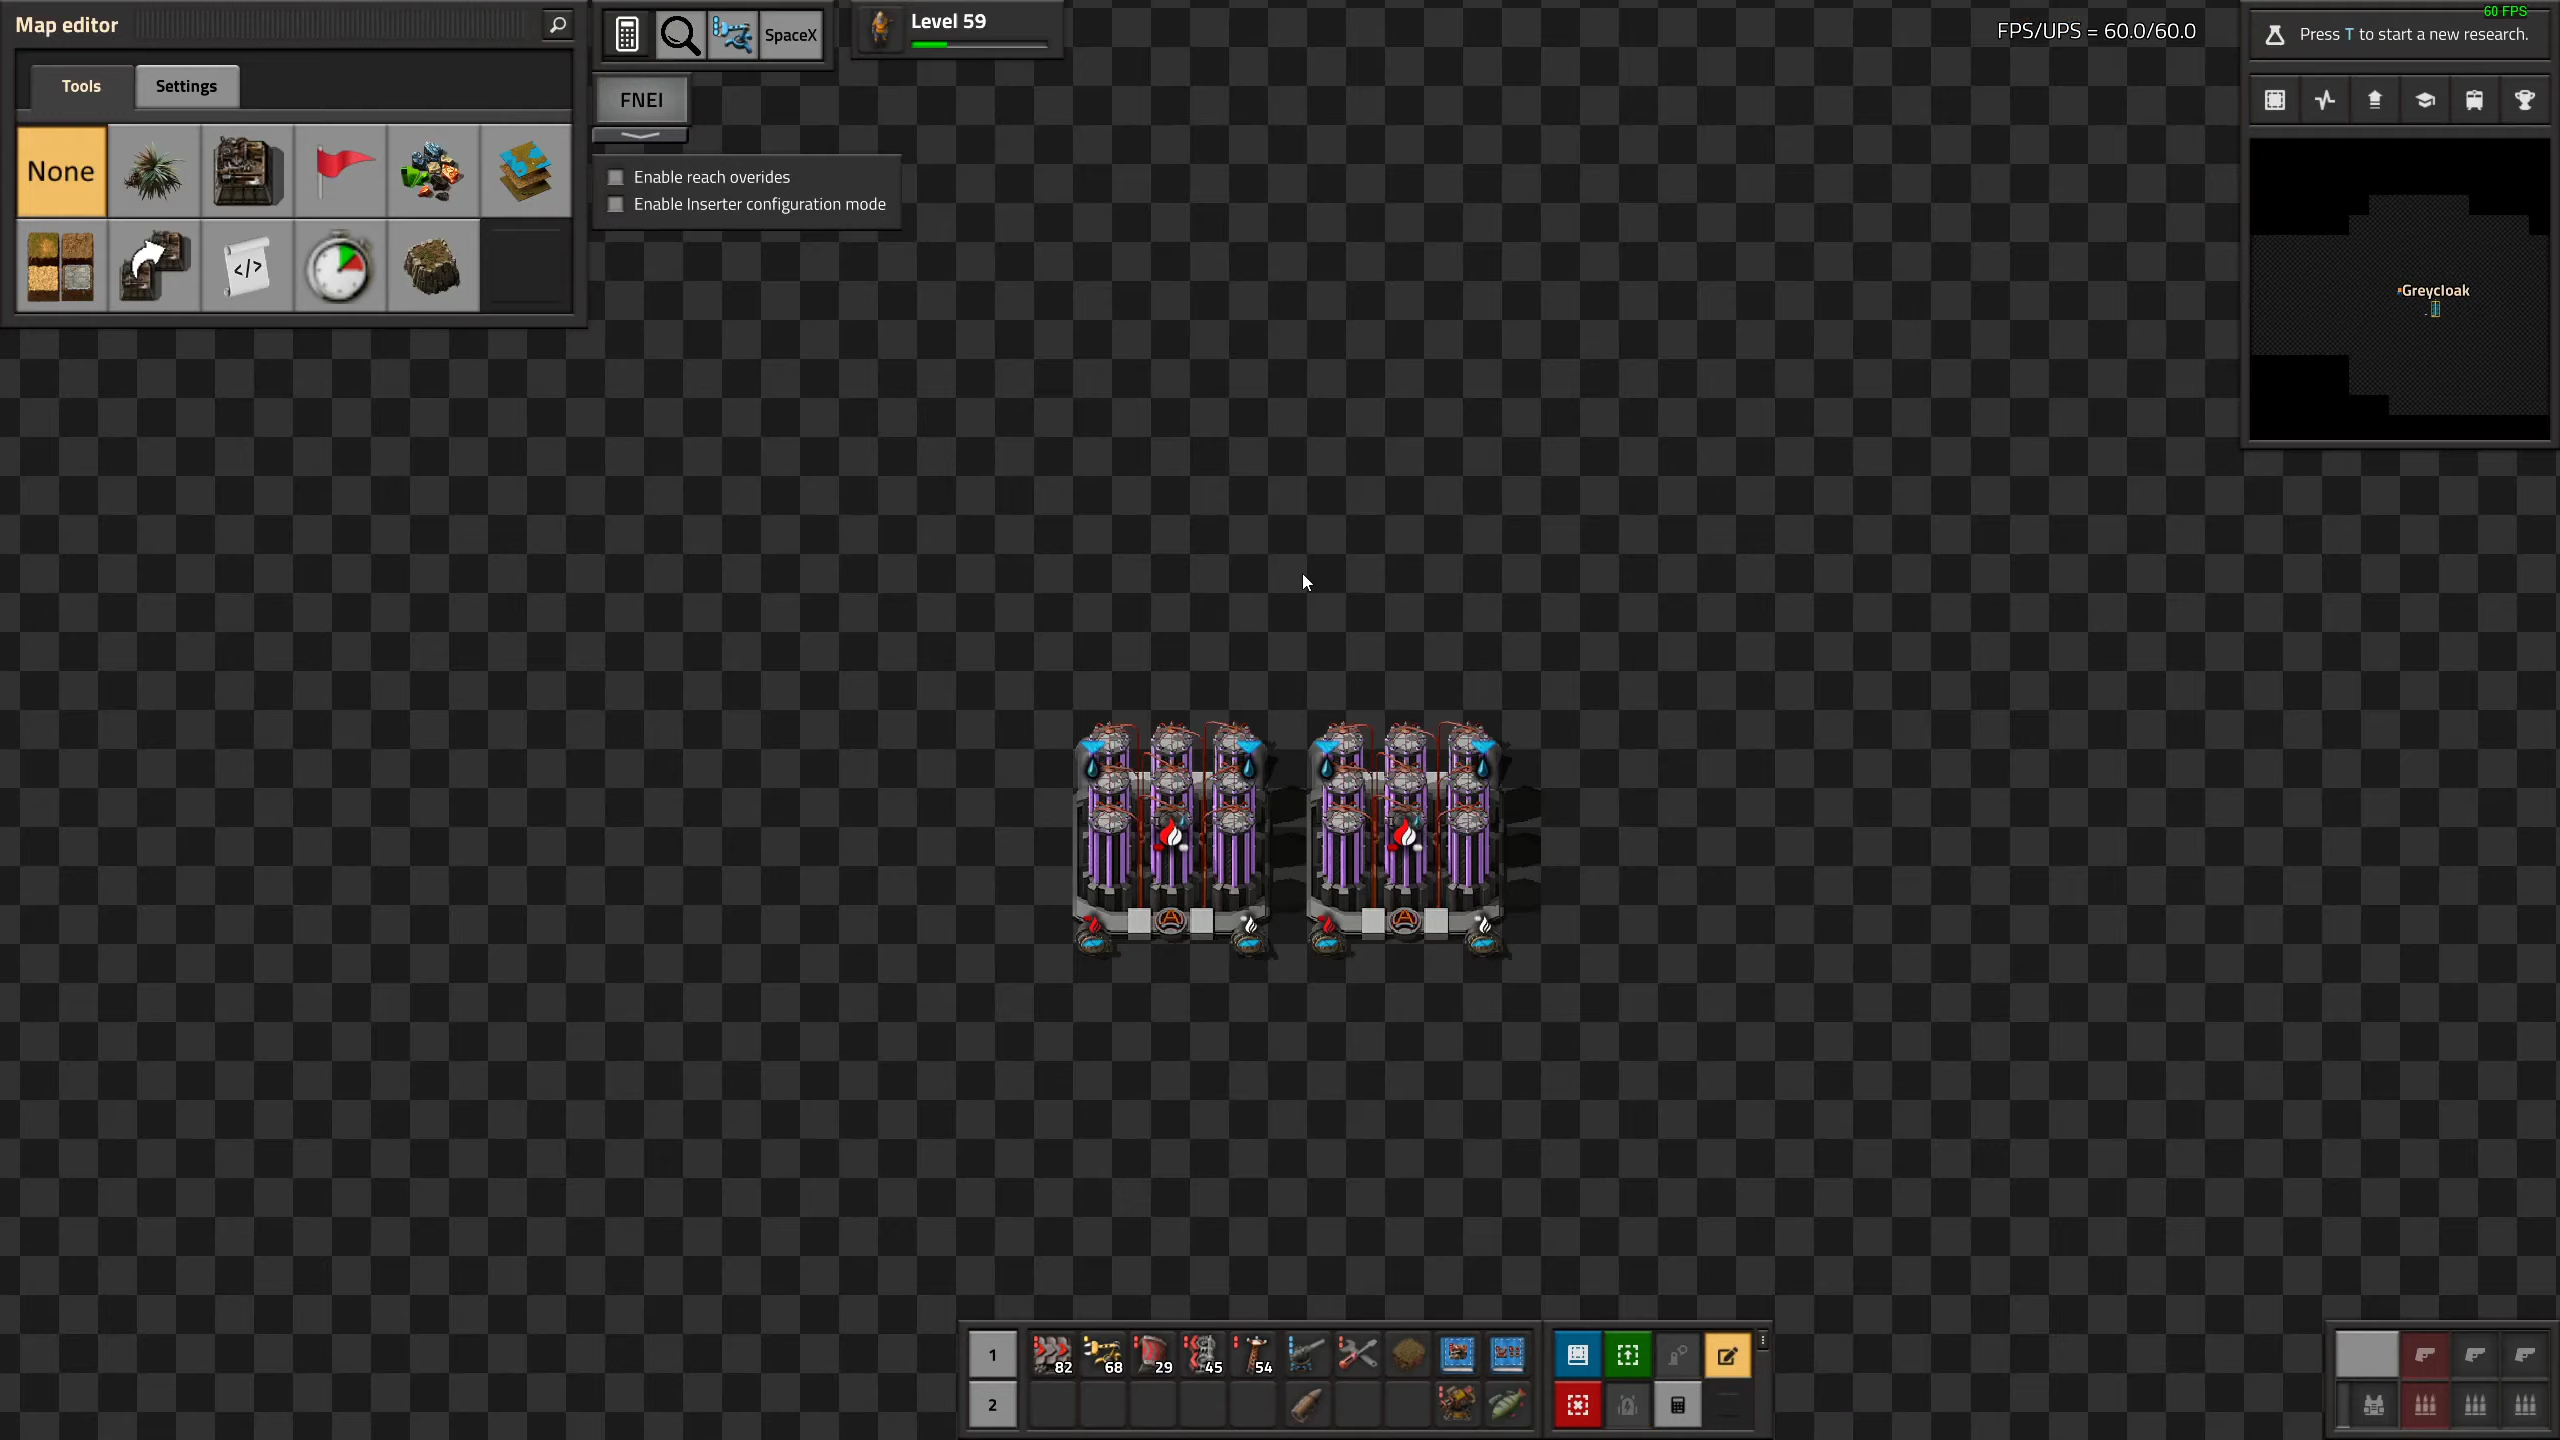 Map editor
Tools
Settings
None
</>
SpaceX
Level 59
FNEI
Enable reach overrides
Enable Inserter configuration mode
FPS/UPS = 60.0/60.0
60 FPS
Press T to start a new research.
Greycloak
1
82
68
29
45
54
2